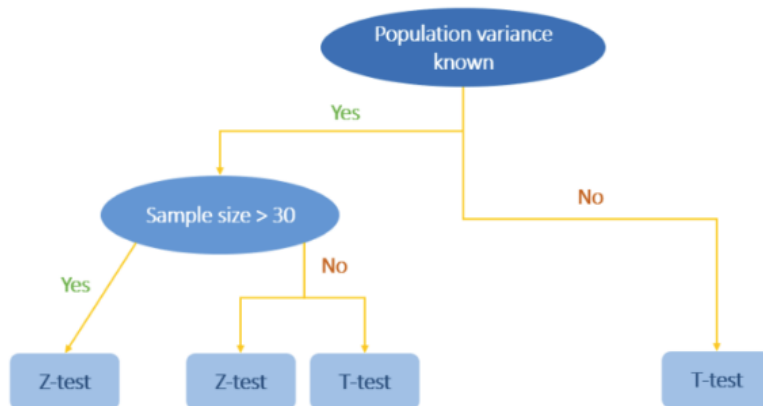 Population variance
known
Yes
No
Sample size > 30
Yes
No
Z-test
Z-test
T-test
T-test